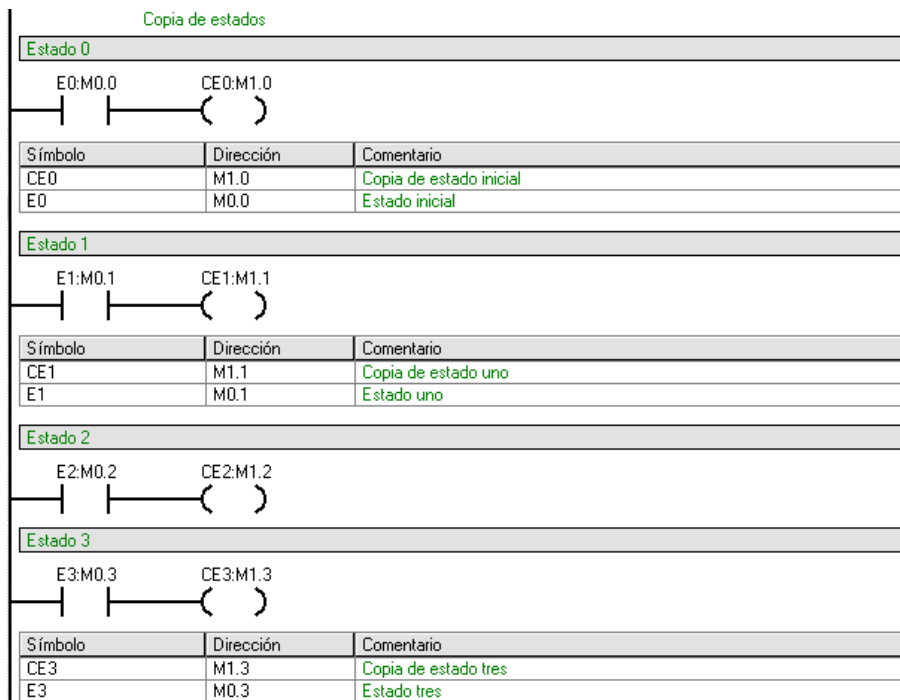 Copia de estados
Estado 0
E0:M0.0 CE0:M1.0
Símbolo Dirección Comentario
CE0 M1.0 Copia de estado inicial
E0 M0.0 Estado inicial
Estado 1
E1:M0.1 CE1:M1.1
Símbolo Dirección Comentario
CE1 M1.1 Copia de estado uno
E1 M0.1 Estado uno
Estado 2
E2:M0.2 CE2:M1.2
Estado 3
E3:M0.3 CE3:M1.3
Símbolo Dirección Comentario
CE3 M1.3 Copia de estado tres
E3 M0.3 Estado tres